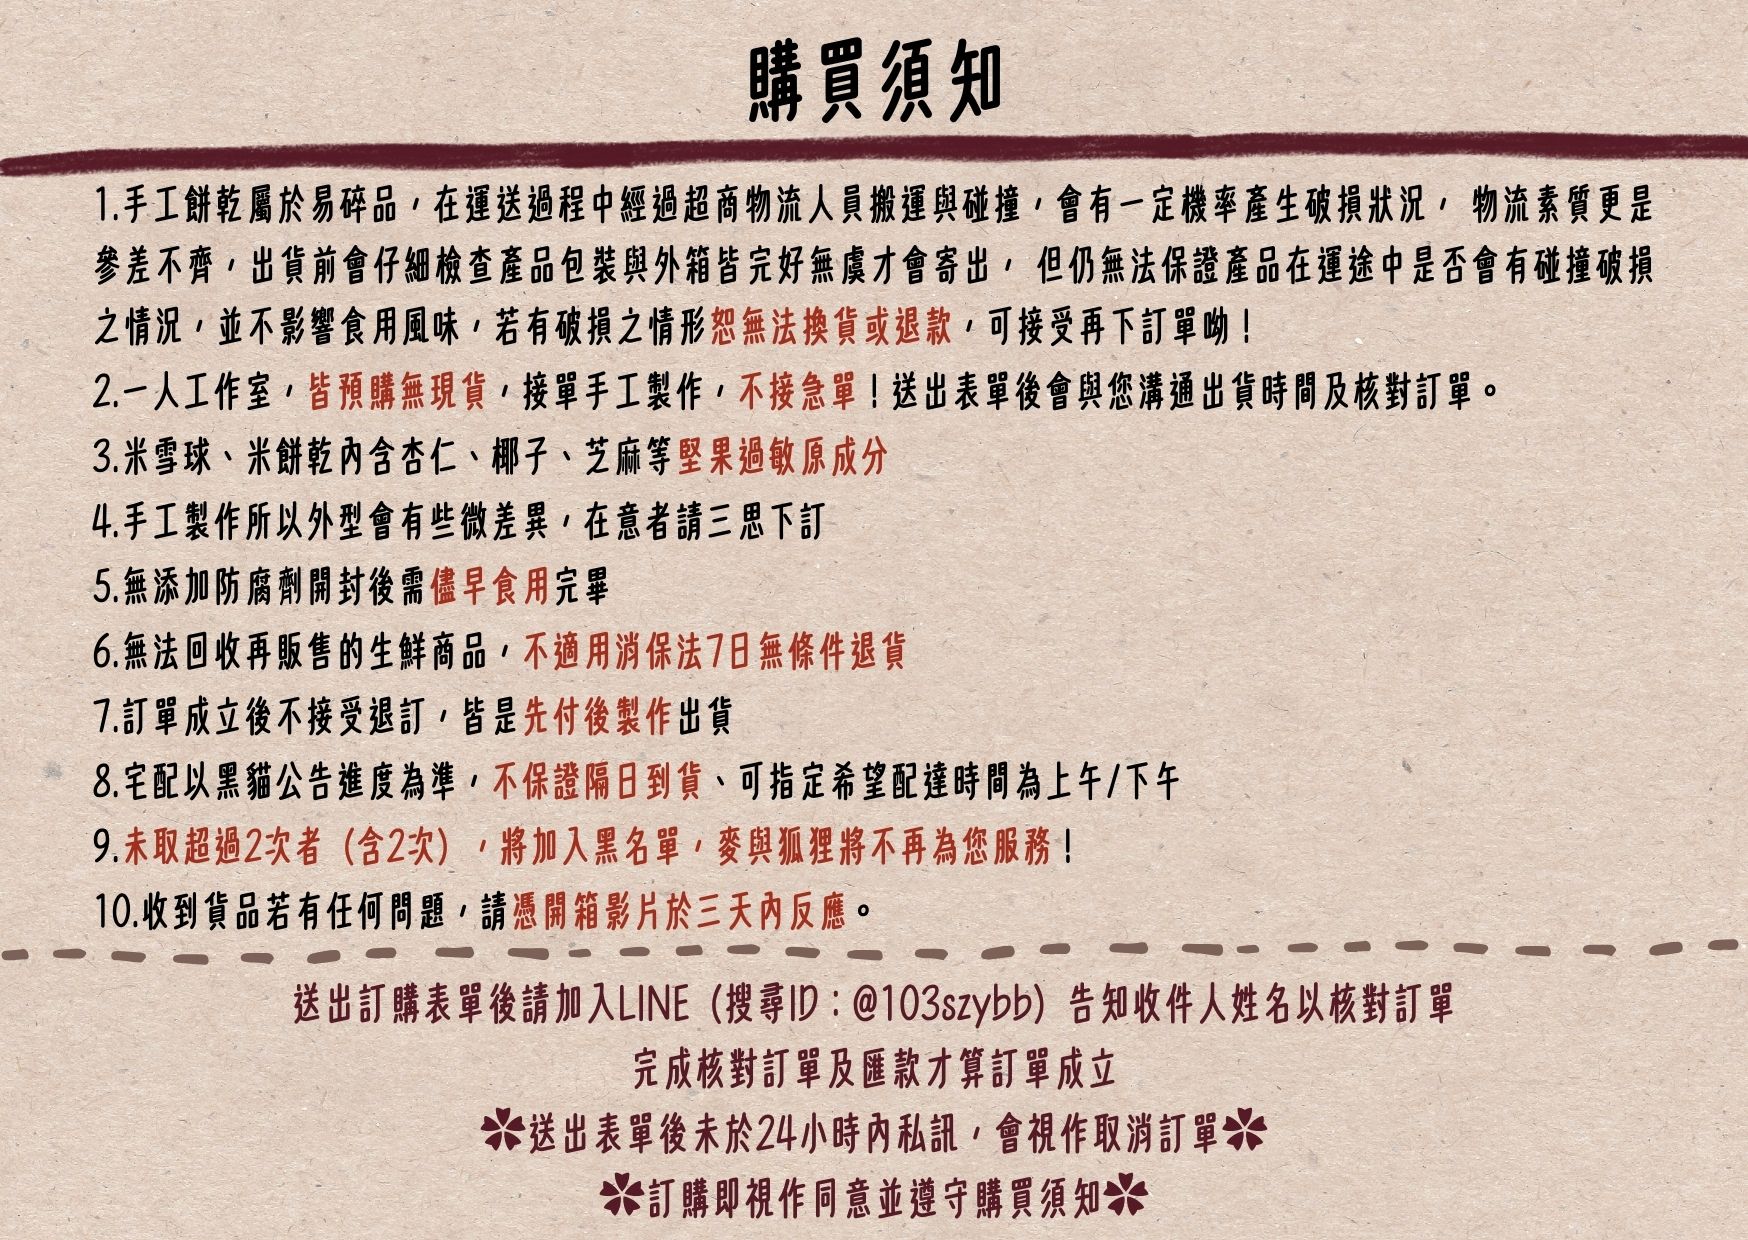 購買須知
1.手工餅乾屬於易碎品，在運送過程中經過超商物流人員搬運與碰撞，會有一定機率產生破損狀況， 物流素質更是
參差不齊，出貨前會仔細檢查產品包裝與外箱皆完好無虞才會寄出， 但仍無法保證產品在運途中是否會有碰撞破損
之情況，並不影響食用風味，若有破損之情形恕無法換貨或退款，可接受再下訂單呦！
2.一人工作室，皆預購無現貨，接單手工製作，不接急單！送出表單後會與您溝通出貨時間及核對訂單。
3.米雪球、米餅乾內含杏仁、椰子、芝麻等堅果過敏原成分
4.手工製作所以外型會有些微差異，在意者請三思下訂
5.無添加防腐劑開封後需儘早食用完畢
6.無法回收再販售的生鮮商品，不適用消保法7日無條件退貨
7.訂單成立後不接受退訂，皆是先付後製作出貨
8.宅配以黑貓公告進度為準，不保證隔日到貨、可指定希望配達時間為上午/下午
9.未取超過2次者（含2次），將加入黑名單，麥與狐狸將不再為您服務！
10.收到貨品若有任何問題，請憑開箱影片於三天內反應。
送出訂購表單後請加入LINE（搜尋ID：@103szybb）告知收件人姓名以核對訂單
完成核對訂單及匯款才算訂單成立
✽送出表單後未於24小時內私訊，會視作取消訂單✽
✽訂購即視作同意並遵守購買須知✽